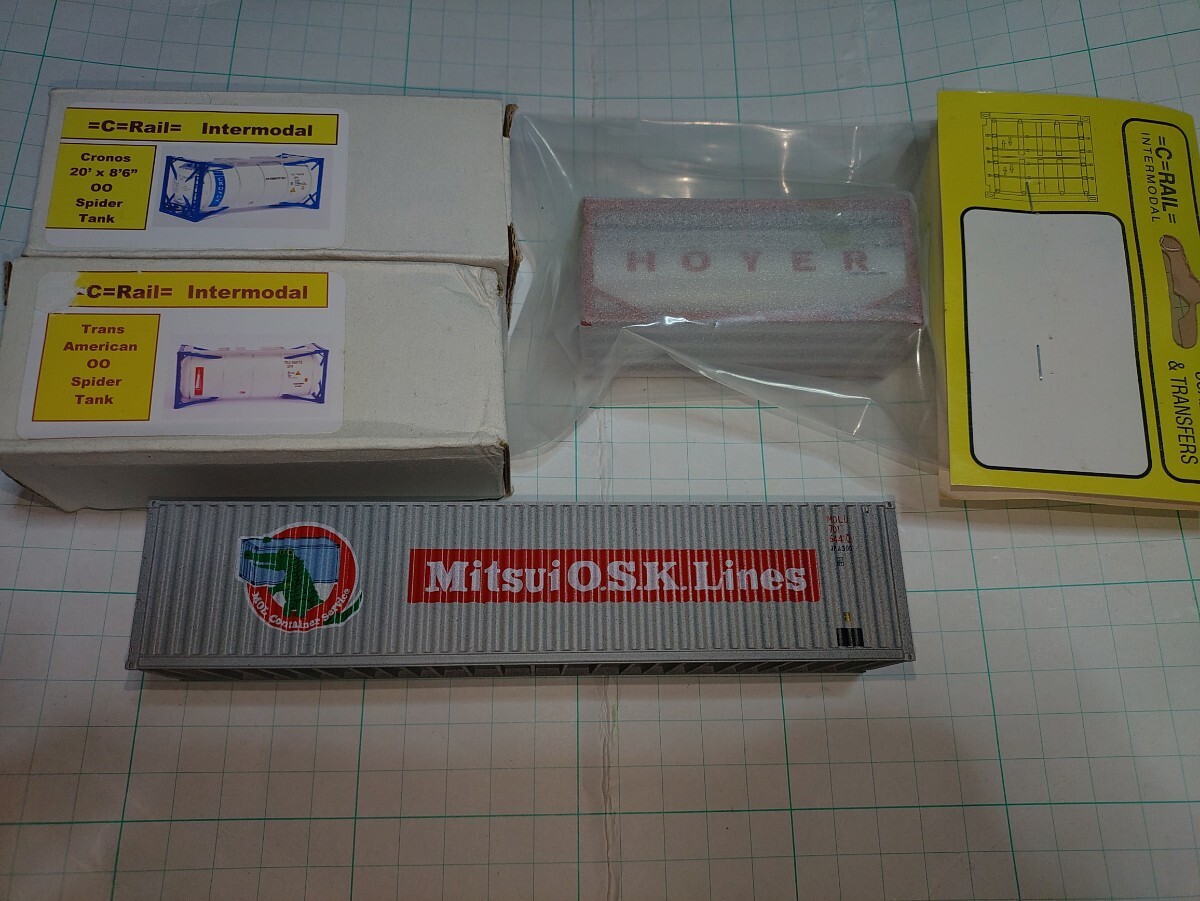 =C=Rail= Intermodal
Cronos
20' x 8'6"
OO
Spider
Tank
C=Rail= Intermodal
Trans
American
OO
Spider
Tank
HOYER
=C=RAIL=
INTERMODAL
& TRANSFERS
MOL Container Service
Mitsui O.S.K. Lines
MOLU